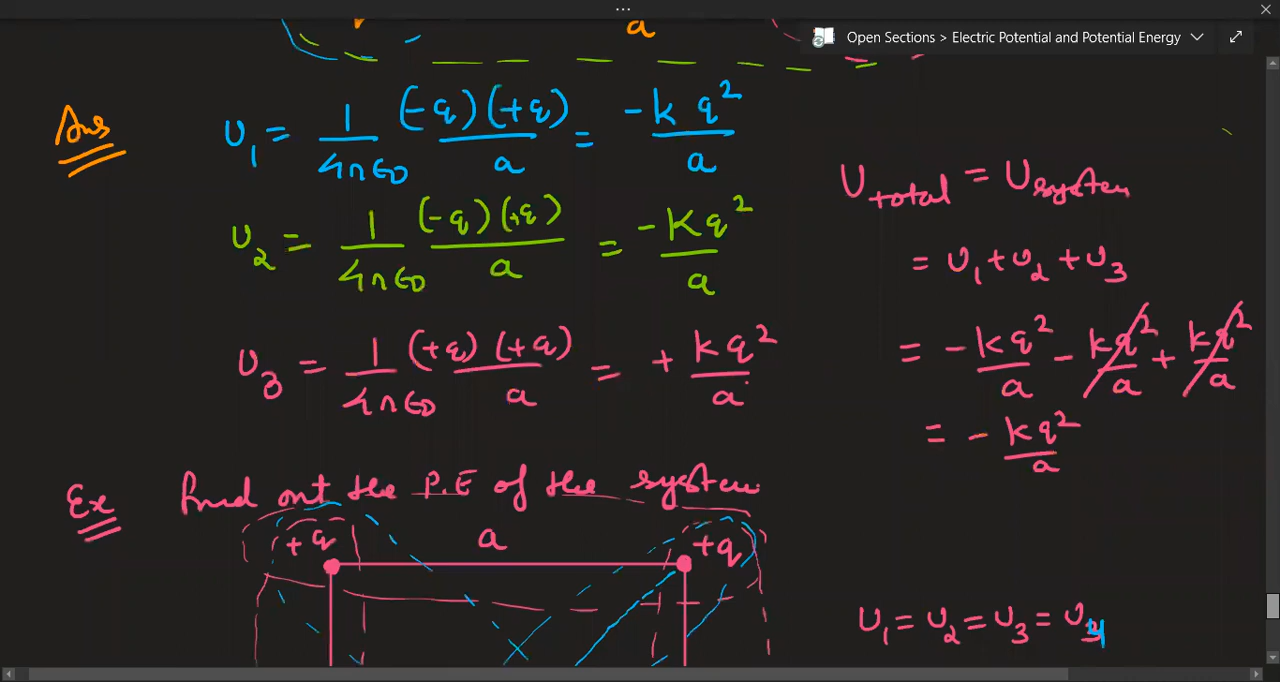 ...
a
Open Sections > Electric Potential and Potential Energy
Ans
U₁ = 1/4πε0 (-q)(+q)/a = -kq²/a
U₂ = 1/4πε0 (-q)(+q)/a = -kq²/a
U₃ = 1/4πε0 (+q)(+q)/a = +kq²/a
U total = U system
= U₁ + U₂ + U₃
= -kq²/a - kq²/a + kq²/a
= -kq²/a
Ex find out the P.E of the system.
+q a +q
U₁ = U₂ = U₃ = U₄